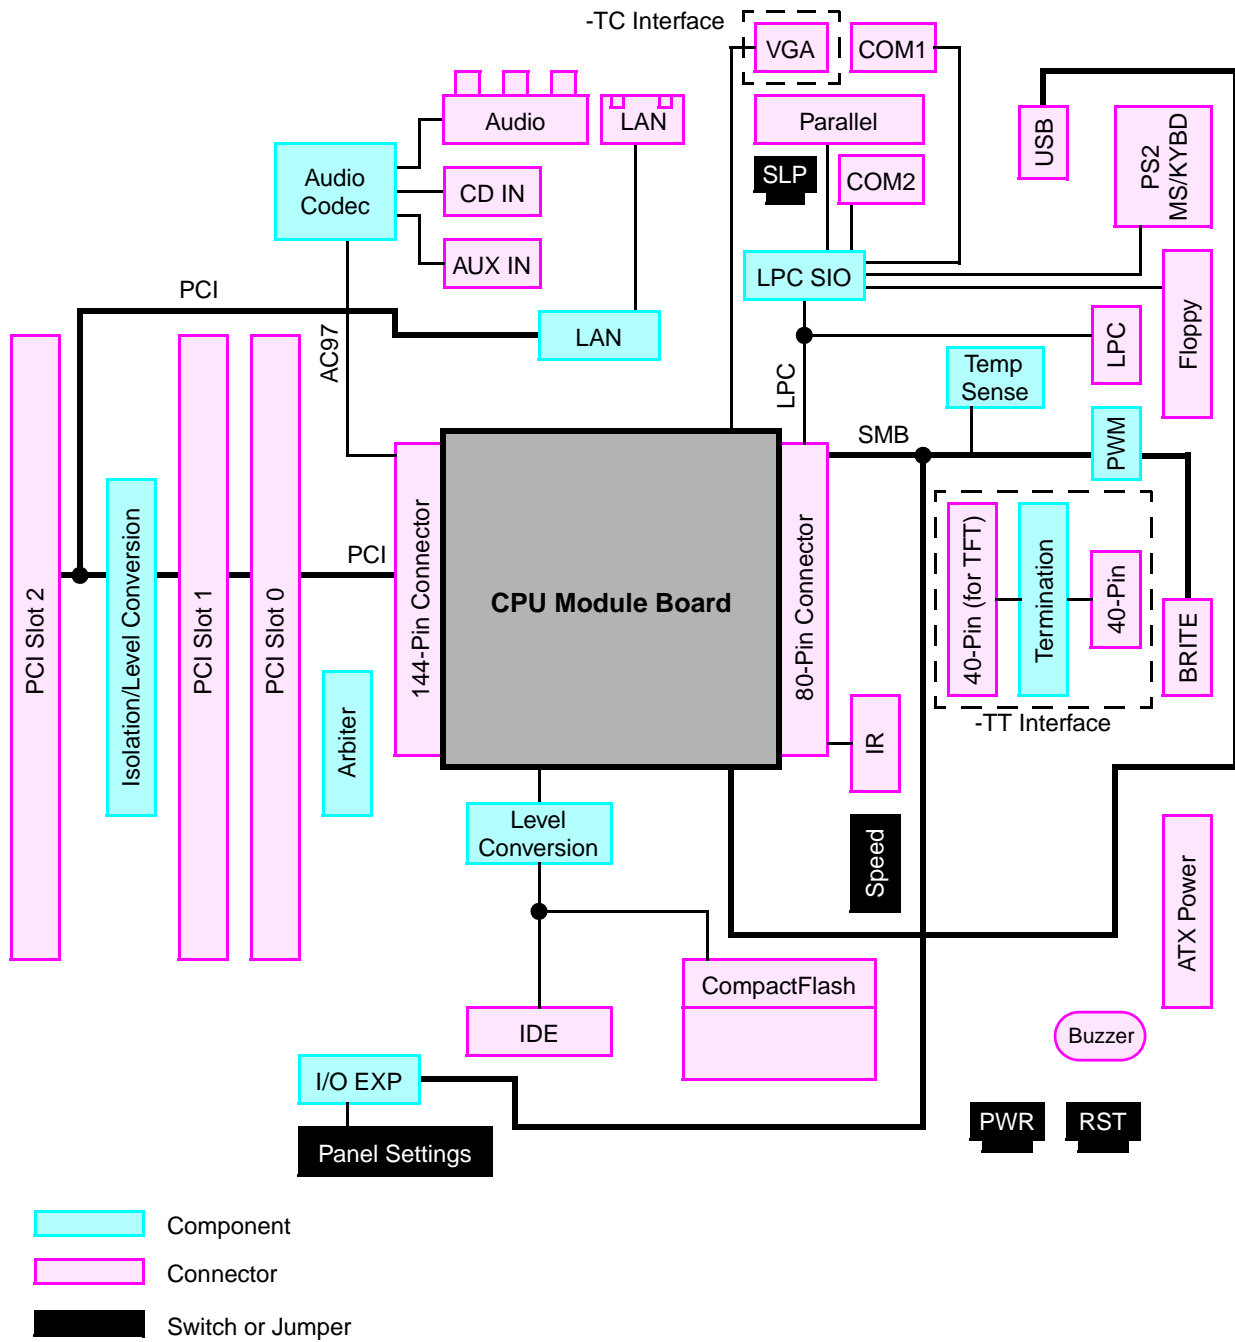 -TC Interface
VGA
COM1
Audio
LAN
Parallel
USB
PS2
MS/KYBD
SLP
COM2
Audio
Codec
CD IN
AUX IN
LPC SIO
PCI
LAN
AC97
LPC
LPC
Floppy
Temp
Sense
SMB
PWM
PCI Slot 2
Isolation/Level Conversion
PCI Slot 1
PCI Slot 0
PCI
Arbiter
144-Pin Connector
CPU Module Board
80-Pin Connector
40-Pin (for TFT)
Termination
40-Pin
BRITE
-TT Interface
IR
Level
Conversion
Speed
ATX Power
CompactFlash
IDE
Buzzer
I/O EXP
Panel Settings
PWR
RST
Component
Connector
Switch or Jumper